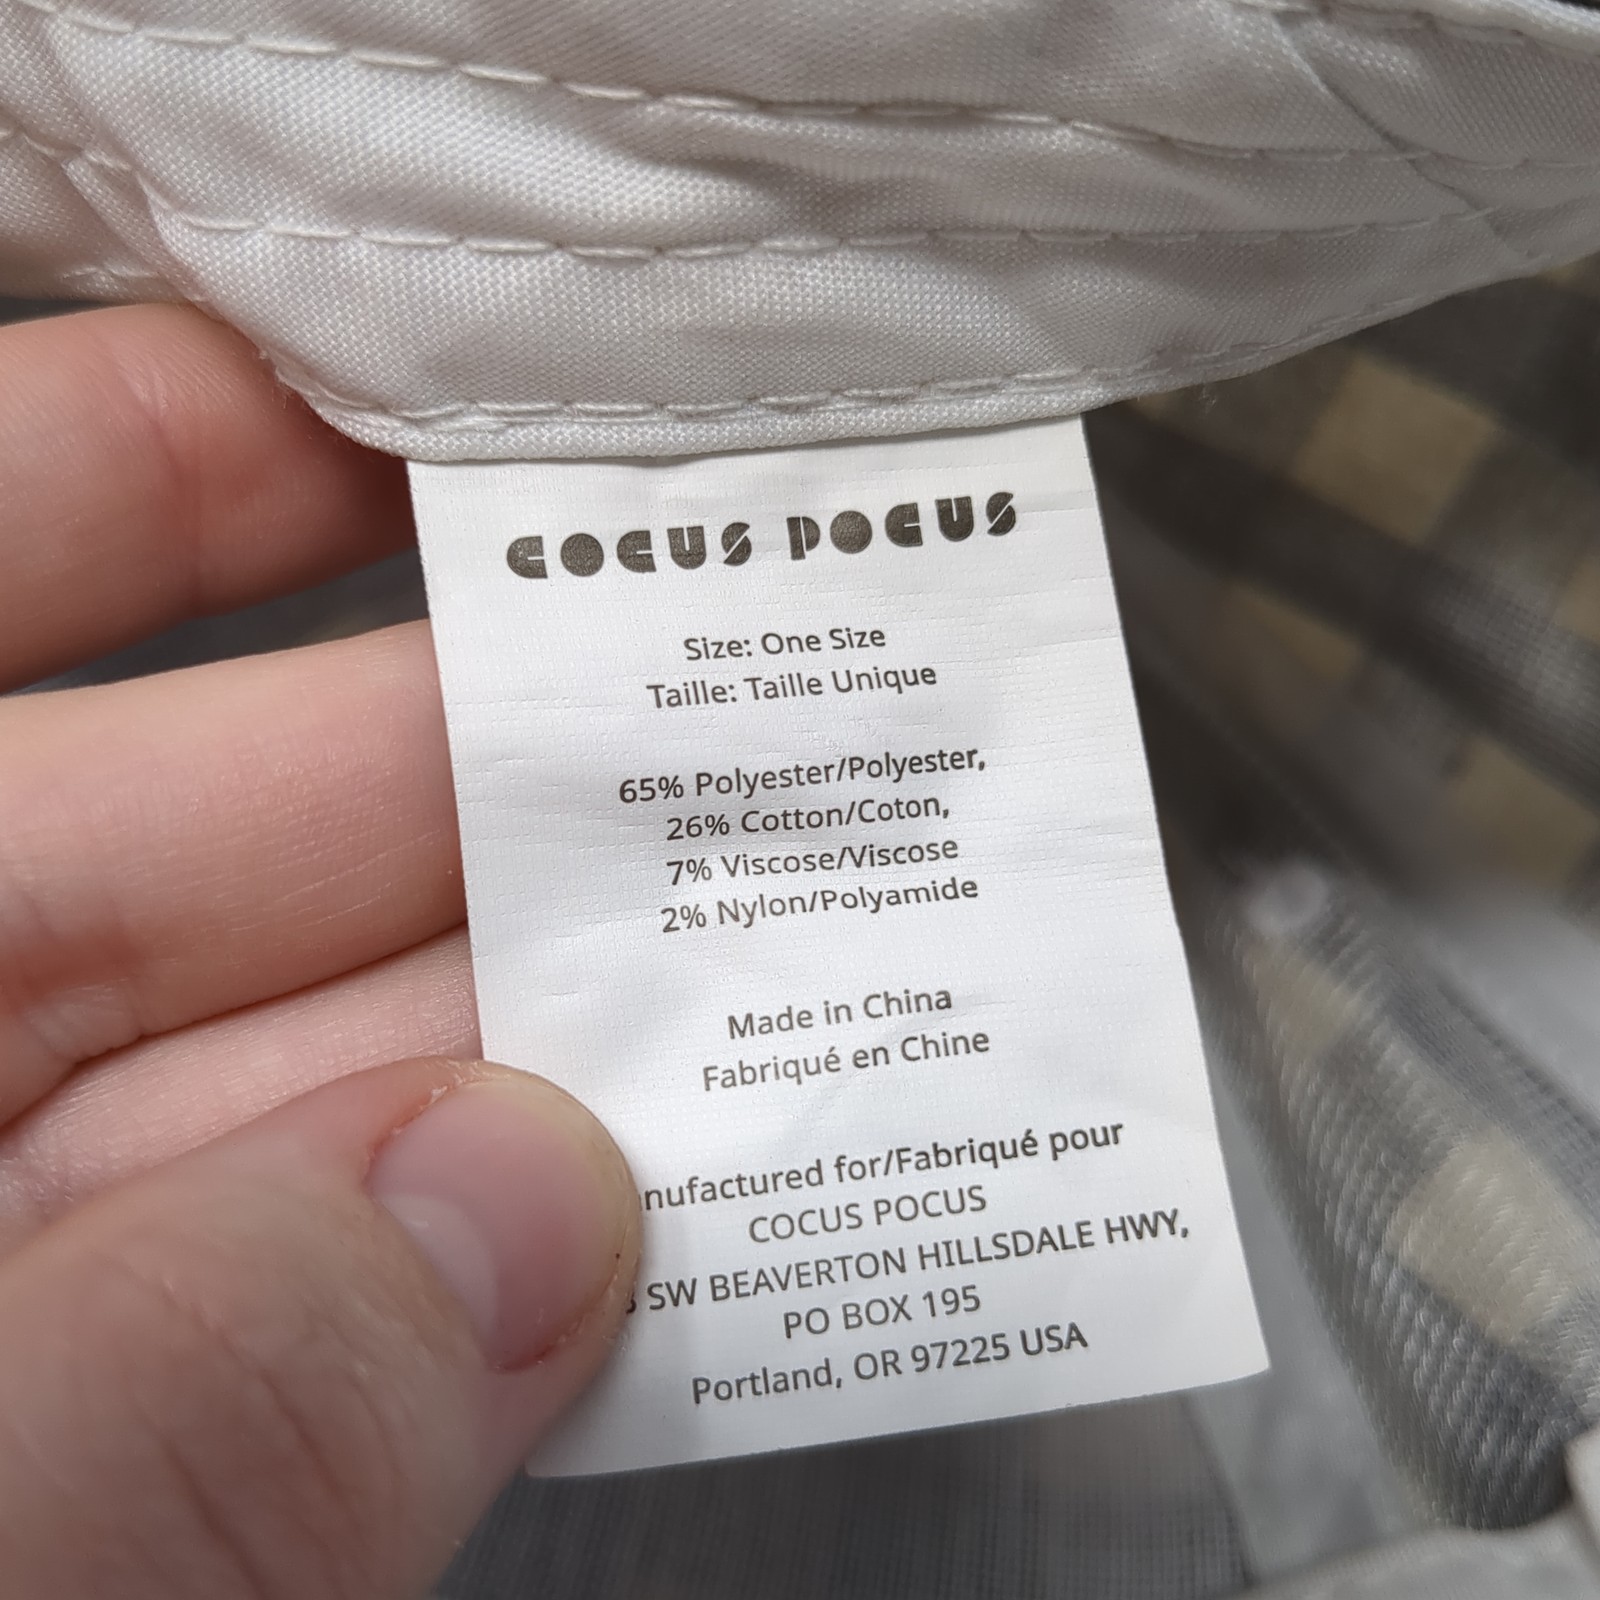 COCUS POCUS
Size: One Size
Taille: Taille Unique
65% Polyester/Polyester,
26% Cotton/Coton,
7% Viscose/Viscose
2% Nylon/Polyamide
Made in China
Fabriqué en Chine
for/Fabriqué pour
COCUS POCUS
SW BEAVERTON HILLSDALE HWY,
PO BOX 195
Portland, OR 97225 USA